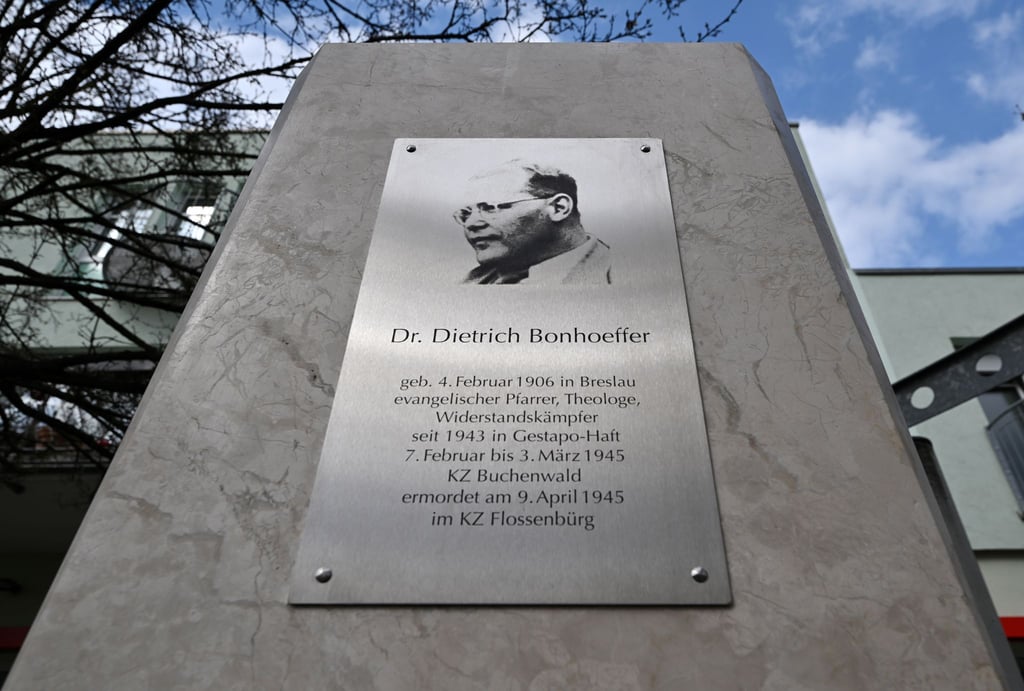 Dr. Dietrich Bonhoeffer
geb. 4. Februar 1906 in Breslau
evangelischer Pfarrer, Theologe,
Widerstandskämpfer
seit 1943 in Gestapo-Haft
7. Februar bis 3. März 1945
KZ Buchenwald
ermordet am 9. April 1945
im KZ Flossenbürg